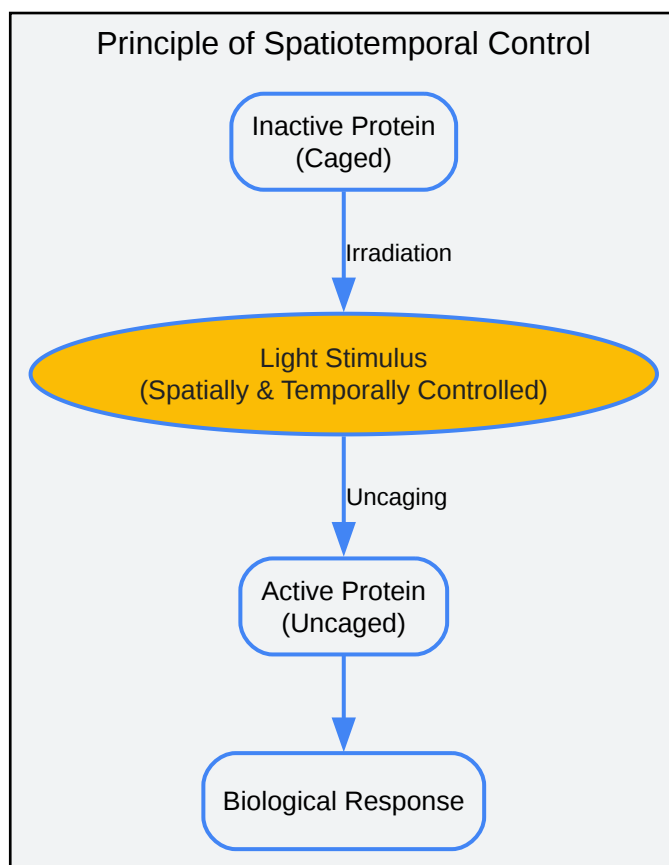 Principle of Spatiotemporal Control
Inactive Protein
(Caged)
Irradiation
Light Stimulus
(Spatially & Temporally Controlled)
Uncaging
Active Protein
(Uncaged)
Biological Response